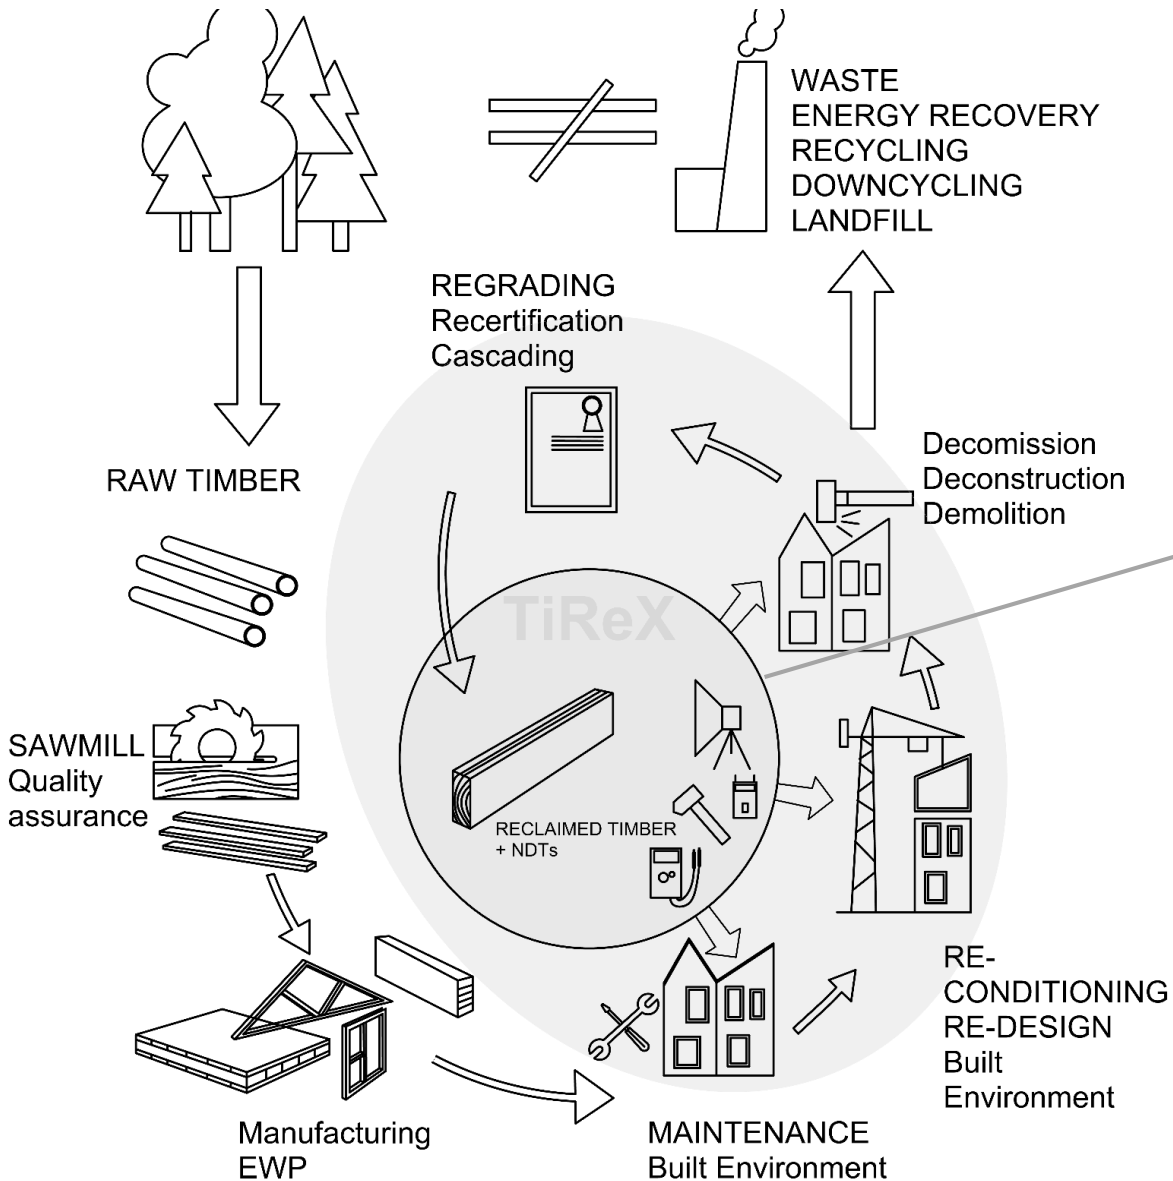 WASTE
ENERGY RECOVERY
RECYCLING
DOWNCYCLING
LANDFILL
REGRADING
Recertification
Cascading
Decomission
Deconstruction
Demolition
RAW TIMBER
TiReX
SAWMILL
Quality
assurance
RECLAIMED TIMBER
+ NDTs
RE-
CONDITIONING
RE-DESIGN
Built
Environment
Manufacturing
EWP
MAINTENANCE
Built Environment